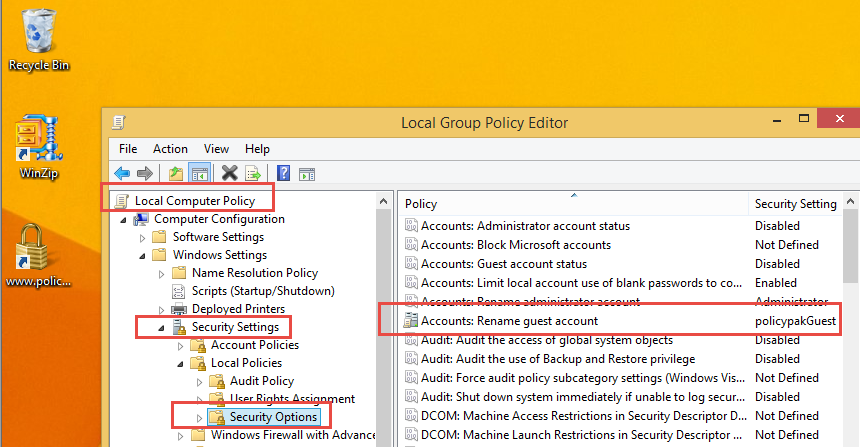 Recycle Bin
WinZip
www.polic...
Local Group Policy Editor
File Action View Help
Local Computer Policy
Computer Configuration
Software Settings
Windows Settings
Name Resolution Policy
Scripts (Startup/Shutdown)
Deployed Printers
Security Settings
Account Policies
Local Policies
Audit Policy
User Rights Assignment
Security Options
Windows Firewall with Advance
Policy Security Setting
Accounts: Administrator account status Disabled
Accounts: Block Microsoft accounts Not Defined
Accounts: Guest account status Disabled
Accounts: Limit local account use of blank passwords to co... Enabled
Accounts: Rename administrator account Administrator
Accounts: Rename guest account policypakGuest
Audit: Audit the access of global system objects Disabled
Audit: Audit the use of Backup and Restore privilege Disabled
Audit: Force audit policy subcategory settings (Windows Vis... Not Defined
Audit: Shut down system immediately if unable to log secur... Disabled
DCOM: Machine Access Restrictions in Security Descriptor D... Not Defined
DCOM: Machine Launch Restrictions in Security Descriptor ... Not Defined